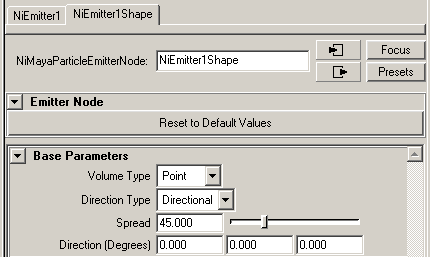 NiEmitter1 NiEmitter1Shape
NiMayaParticleEmitterNode: NiEmitter1Shape
Focus
Presets
Emitter Node
Reset to Default Values
Base Parameters
Volume Type Point
Direction Type Directional
Spread 45.000
Direction (Degrees) 0.000 0.000 0.000